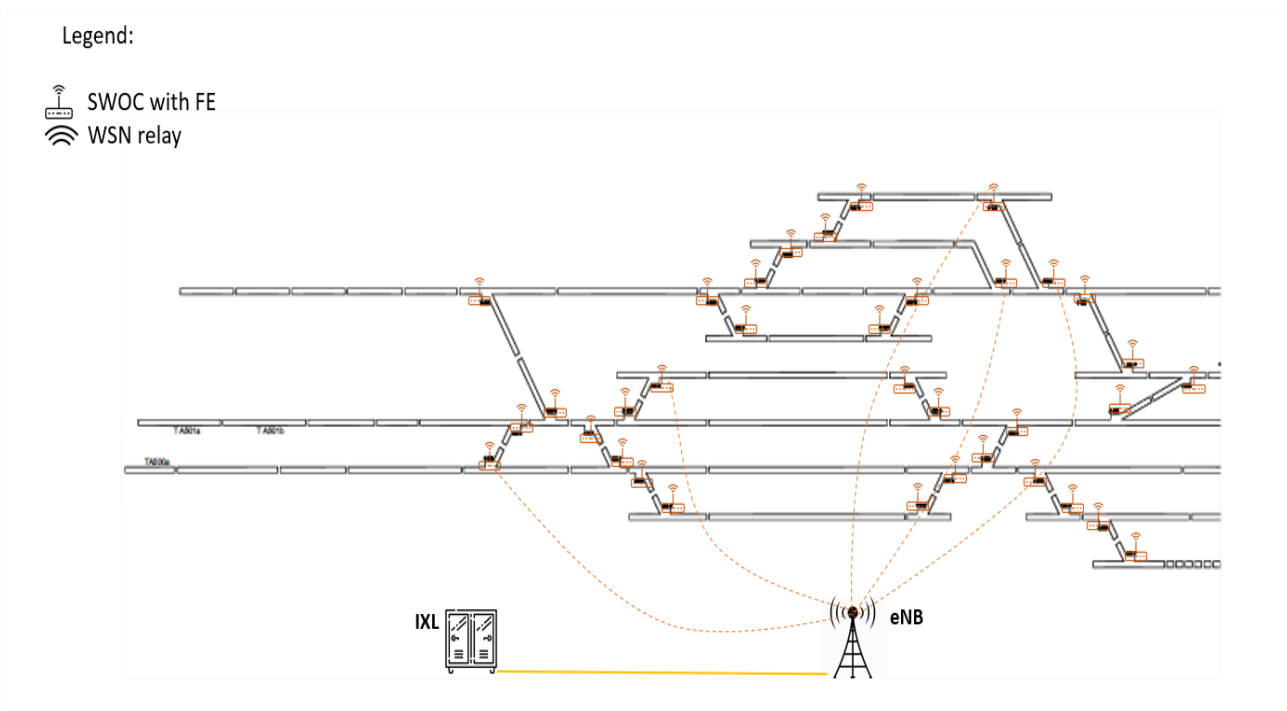 Legend:
SWOC with FE
WSN relay
TA501a
TA501b
TA500a
IXL
eNB